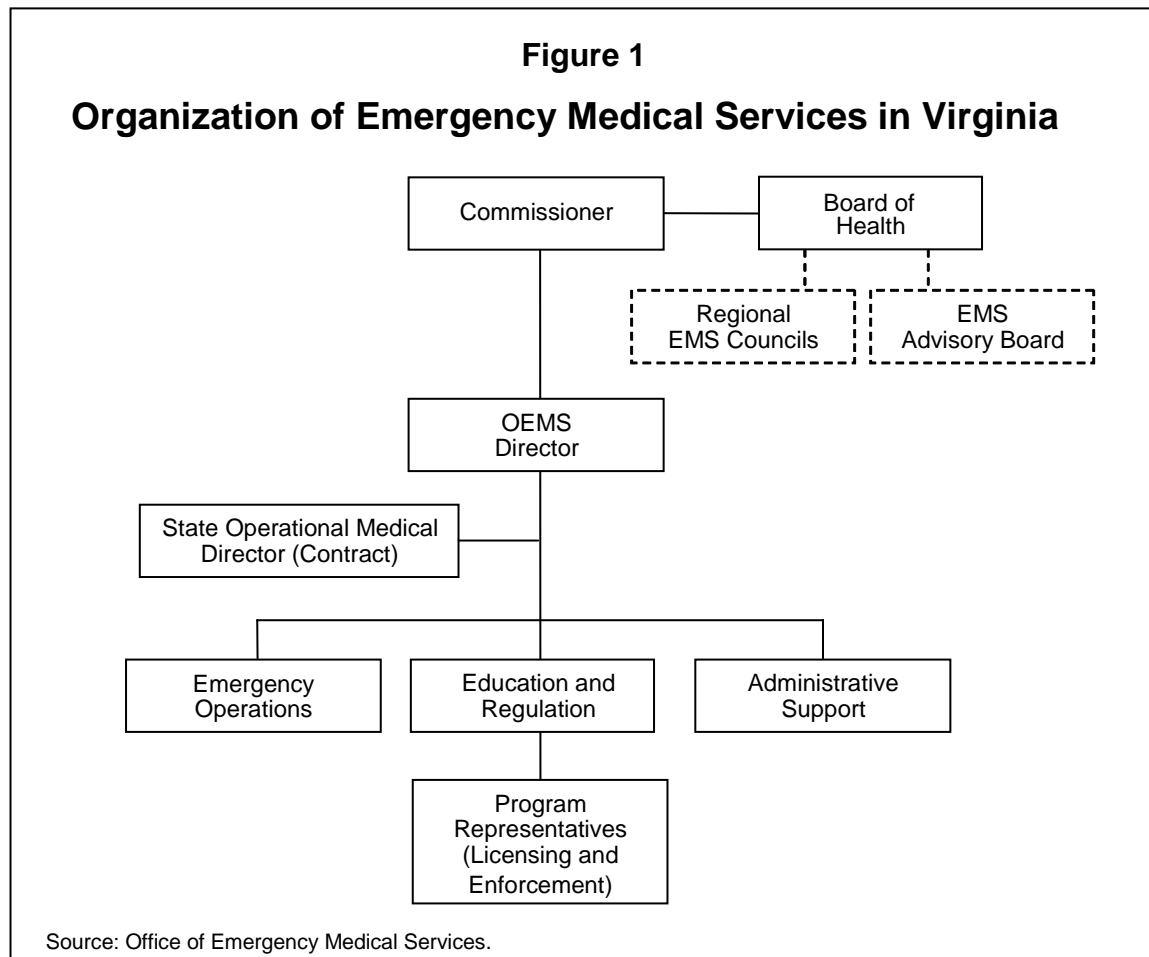 Figure 1
Organization of Emergency Medical Services in Virginia
Commissioner
Board of
Health
Regional
EMS Councils
EMS
Advisory Board
OEMS
Director
State Operational Medical
Director (Contract)
Emergency
Operations
Education and
Regulation
Administrative
Support
Program
Representatives
(Licensing and
Enforcement)
Source: Office of Emergency Medical Services.